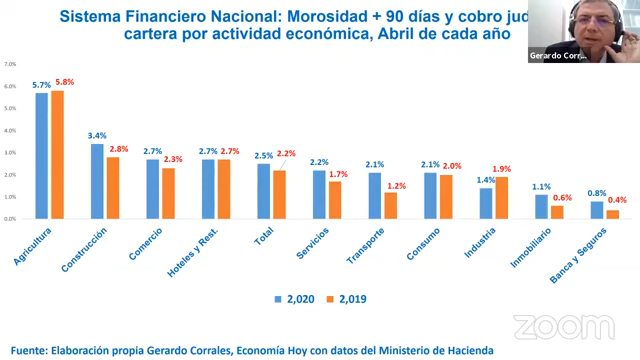 Sistema Financiero Nacional: Morosidad + 90 días y cobro jud
cartera por actividad económica, Abril de cada año
Gerardo Corr...
7.0%
6.0%
5.0%
4.0%
3.0%
2.0%
1.0%
0.0%
5.7% 5.8%
3.4% 2.8%
2.7% 2.3%
2.7% 2.7%
2.5% 2.2%
2.2% 1.7%
2.1% 1.2%
2.1% 2.0%
1.4% 1.9%
1.1% 0.6%
0.8% 0.4%
Agricultura
Construcción
Comercio
Hoteles y Rest.
Total
Servicios
Transporte
Consumo
Industria
Inmobiliario
Banca y Seguros
2,020 2,019
zoom
Fuente: Elaboración propia Gerardo Corrales, Economía Hoy con datos del Ministerio de Hacienda